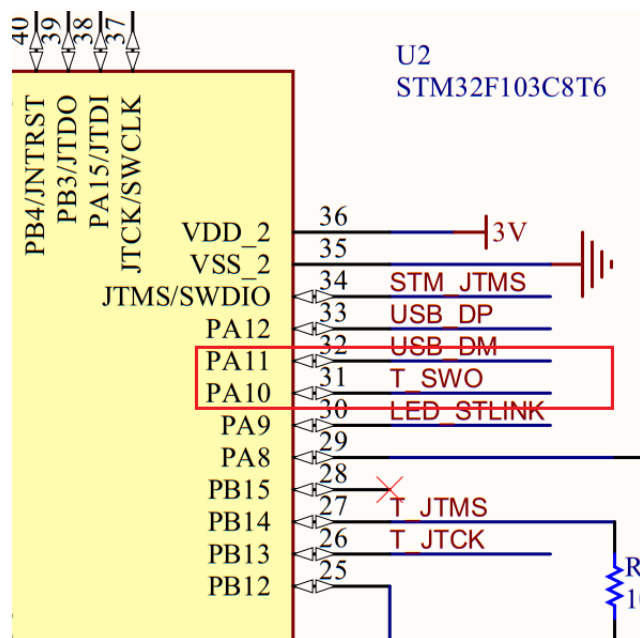 40
39
38
37
U2
STM32F103C8T6
PB4/JNTRST
PB3/JTDO
PA15/JTDI
JTCK/SWCLK
VDD_2 36 3V
VSS_2 35
JTMS/SWDIO 34 STM_JTMS
PA12 33 USB_DP
PA11 32 USB_DM
PA10 31 T_SWO
PA9 30 LED_STLINK
PA8 29
PB15 28
PB14 27 T_JTMS
PB13 26 T_JTCK
PB12 25
R